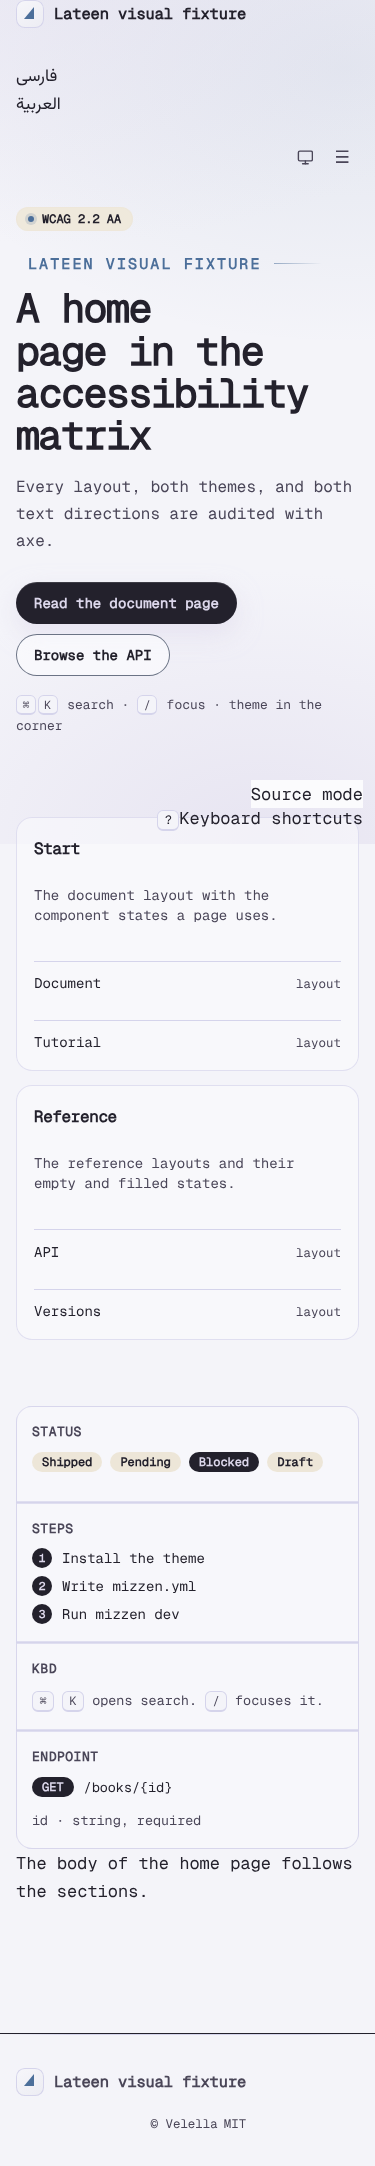 Lateen visual fixture
فارسی
العربية
WCAG 2.2 AA
LATEEN VISUAL FIXTURE
A home
page in the
accessibility
matrix
Every layout, both themes, and both
text directions are audited with
axe.
Read the document page
Browse the API
⌘ K search · / focus · theme in the
corner
Source mode
? Keyboard shortcuts
Start
The document layout with the
component states a page uses.
Document layout
Tutorial layout
Reference
The reference layouts and their
empty and filled states.
API layout
Versions layout
STATUS
Shipped Pending Blocked Draft
STEPS
1 Install the theme
2 Write mizzen.yml
3 Run mizzen dev
KBD
⌘ K opens search. / focuses it.
ENDPOINT
GET /books/{id}
id · string, required
The body of the home page follows
the sections.
Lateen visual fixture
© Velella MIT